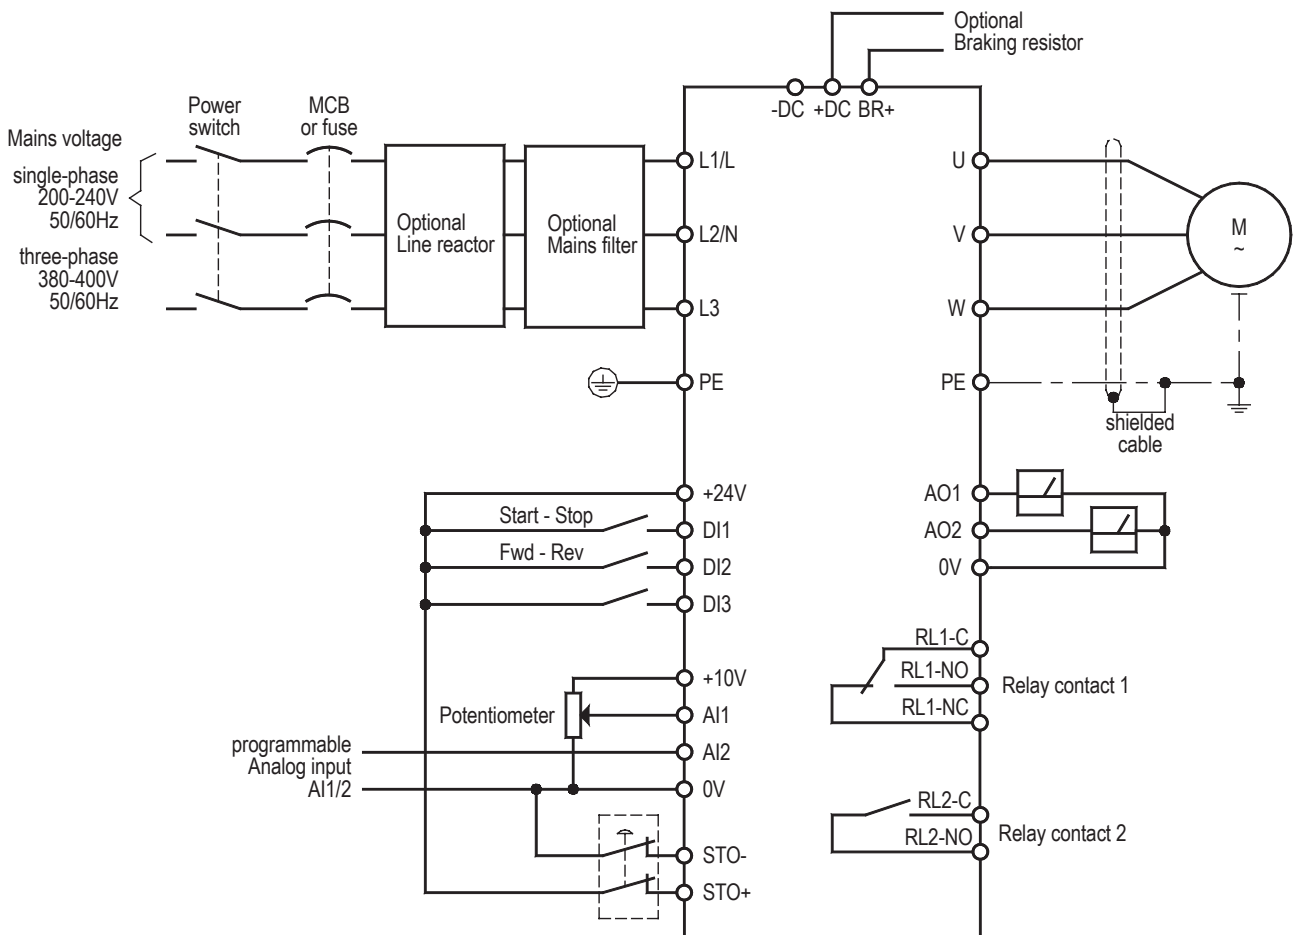 Optional
Braking resistor
-DC +DC BR+
Power
switch
MCB
or fuse
Mains voltage
single-phase
200-240V
50/60Hz
three-phase
380-400V
50/60Hz
Optional
Line reactor
Optional
Mains filter
L1/L
L2/N
L3
PE
U
V
W
PE
M
~
shielded
cable
+24V
Start - Stop
DI1
Fwd - Rev
DI2
DI3
+10V
Potentiometer
AI1
programmable
Analog input
AI1/2
AI2
0V
STO-
STO+
AO1
AO2
0V
RL1-C
RL1-NO
RL1-NC
Relay contact 1
RL2-C
RL2-NO
Relay contact 2